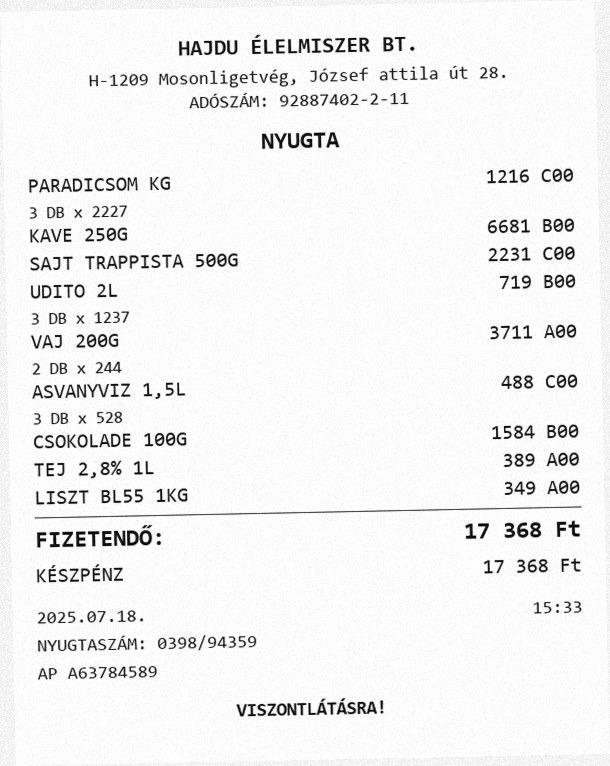 HAJDU ÉLELMISZER BT.
H-1209 Mosonligetvég, József attila út 28.
ADÓSZÁM: 92887402-2-11
NYUGTA
PARADICSOM KG 1216 C00
3 DB x 2227
KAVE 250G 6681 B00
SAJT TRAPPISTA 500G 2231 C00
UDITO 2L 719 B00
3 DB x 1237
VAJ 200G 3711 A00
2 DB x 244
ASVANYVIZ 1,5L 488 C00
3 DB x 528
CSOKOLADE 100G 1584 B00
TEJ 2,8% 1L 389 A00
LISZT BL55 1KG 349 A00
FIZETENDŐ: 17 368 Ft
KÉSZPÉNZ 17 368 Ft
2025.07.18. 15:33
NYUGTASZÁM: 0398/94359
AP A63784589
VISZONTLÁTÁSRA!